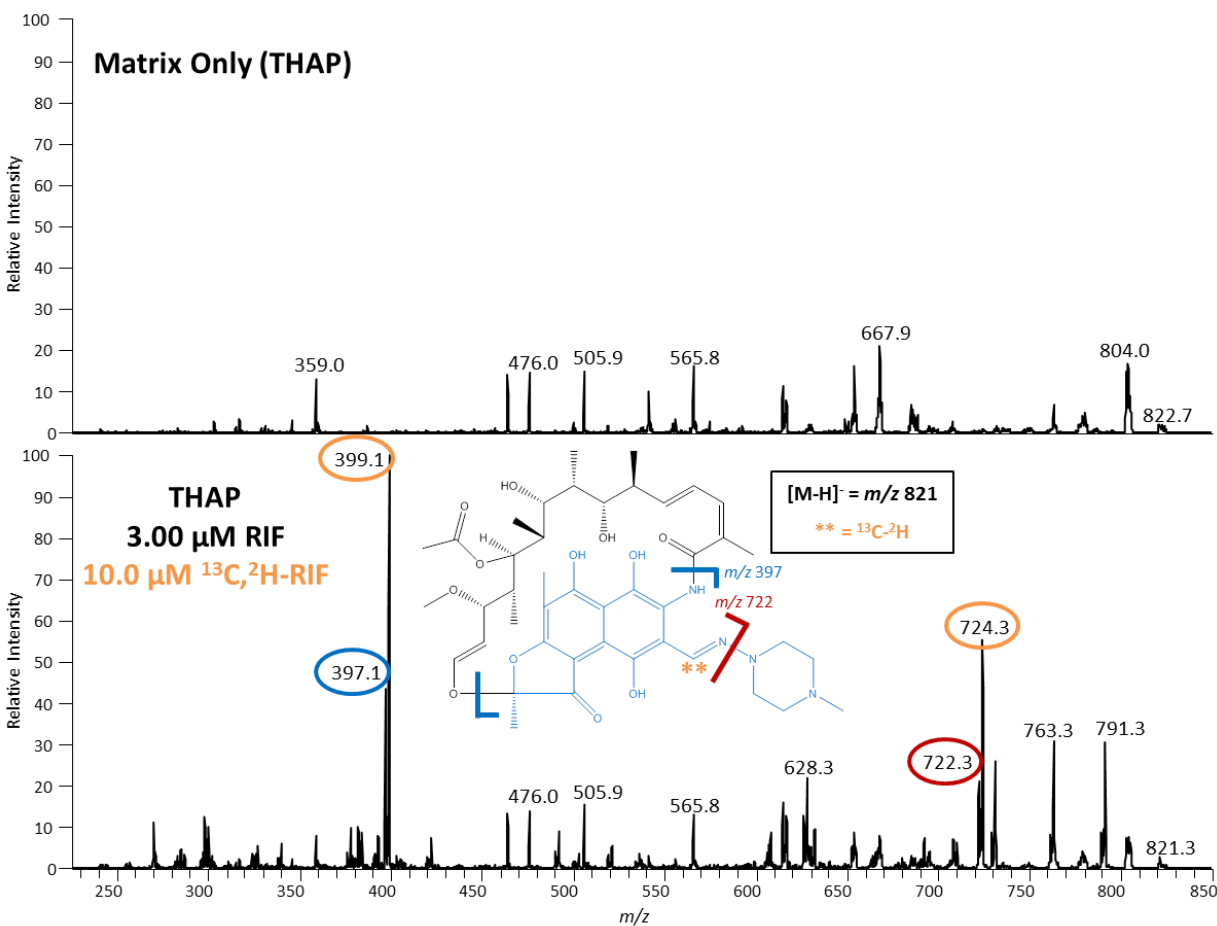 100
90
80
70
60
50
40
30
20
10
0
Relative Intensity
Matrix Only (THAP)
359.0
476.0
505.9
565.8
667.9
804.0
822.7
100
90
80
70
60
50
40
30
20
10
0
Relative Intensity
399.1
THAP
3.00 µM RIF
10.0 µM ¹³C,²H-RIF
397.1
[M-H]⁻ = m/z 821
** = ¹³C-²H
HO
OH
O
H
O
O
OH
OH
O
NH
m/z 397
m/z 722
O
O
N
**
N
N
OH
O
O
476.0
505.9
565.8
628.3
722.3
724.3
763.3
791.3
821.3
250 300 350 400 450 500 550 600 650 700 750 800 850
m/z